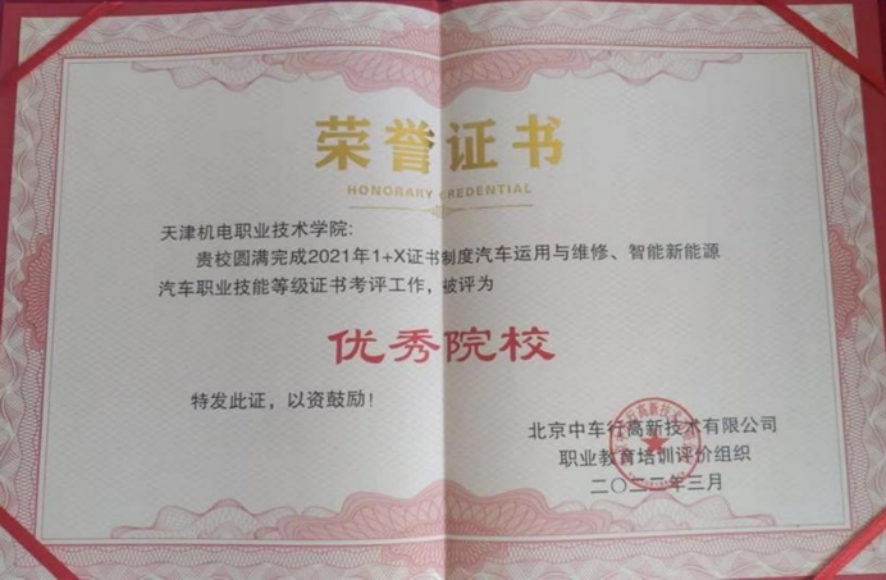 荣誉证书
HONORARY CREDENTIAL
天津机电职业技术学院:
贵校圆满完成2021年1+X证书制度汽车运用与维修、智能新能源
汽车职业技能等级证书考评工作，被评为
优秀院校
特发此证，以资鼓励!
北京中车行高新技术有限公司
职业教育培训评价组织
二〇二二年三月